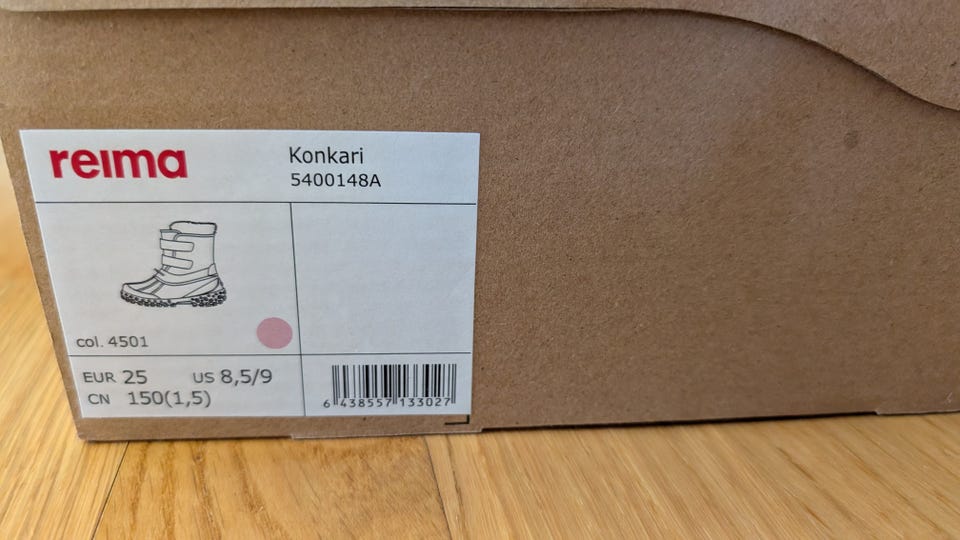 reima
Konkari
5400148A
col. 4501
EUR 25 US 8,5/9
CN 150(1,5)
6 438557 133027